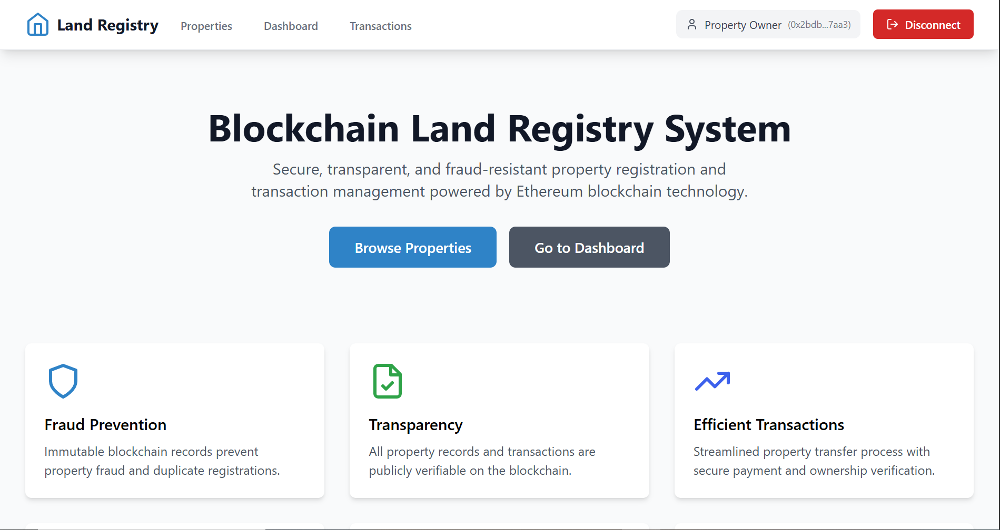 Land Registry
Properties
Dashboard
Transactions
Property Owner (0x2bdb...7aa3)
Disconnect
Blockchain Land Registry System
Secure, transparent, and fraud-resistant property registration and
transaction management powered by Ethereum blockchain technology.
Browse Properties
Go to Dashboard
Fraud Prevention
Immutable blockchain records prevent
property fraud and duplicate registrations.
Transparency
All property records and transactions are
publicly verifiable on the blockchain.
Efficient Transactions
Streamlined property transfer process with
secure payment and ownership verification.